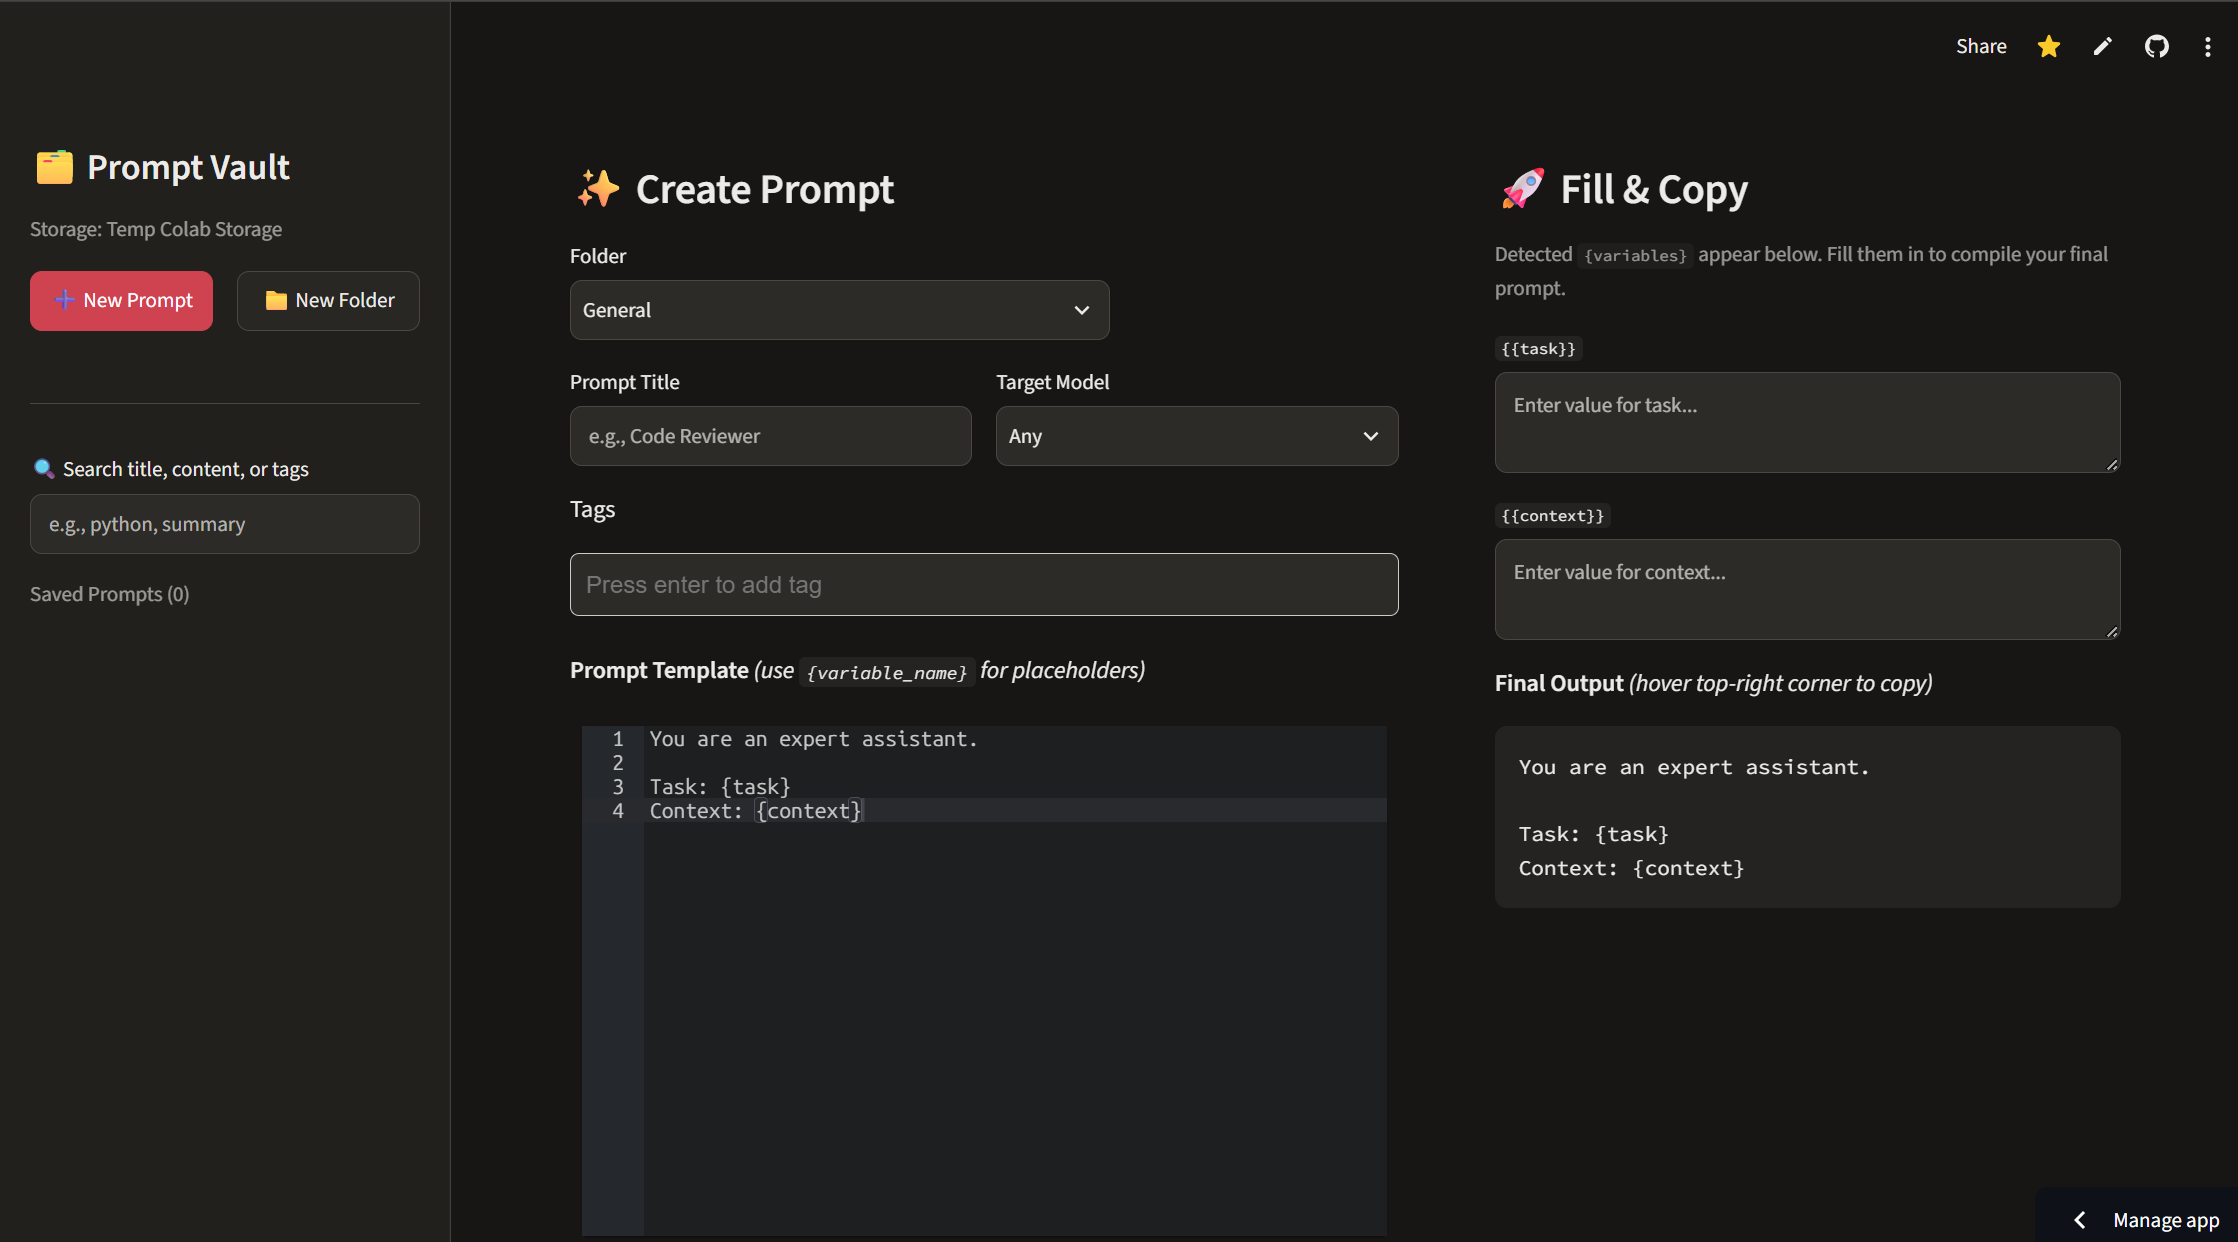 Share
Prompt Vault
Storage: Temp Colab Storage
New Prompt
New Folder
Search title, content, or tags
e.g., python, summary
Saved Prompts (0)
Create Prompt
Folder
General
Prompt Title
Target Model
e.g., Code Reviewer
Any
Tags
Press enter to add tag
Prompt Template (use {variable_name} for placeholders)
1 You are an expert assistant.
2
3 Task: {task}
4 Context: {context}
Fill & Copy
Detected {variables} appear below. Fill them in to compile your final
prompt.
{{task}}
Enter value for task...
{{context}}
Enter value for context...
Final Output (hover top-right corner to copy)
You are an expert assistant.
Task: {task}
Context: {context}
Manage app